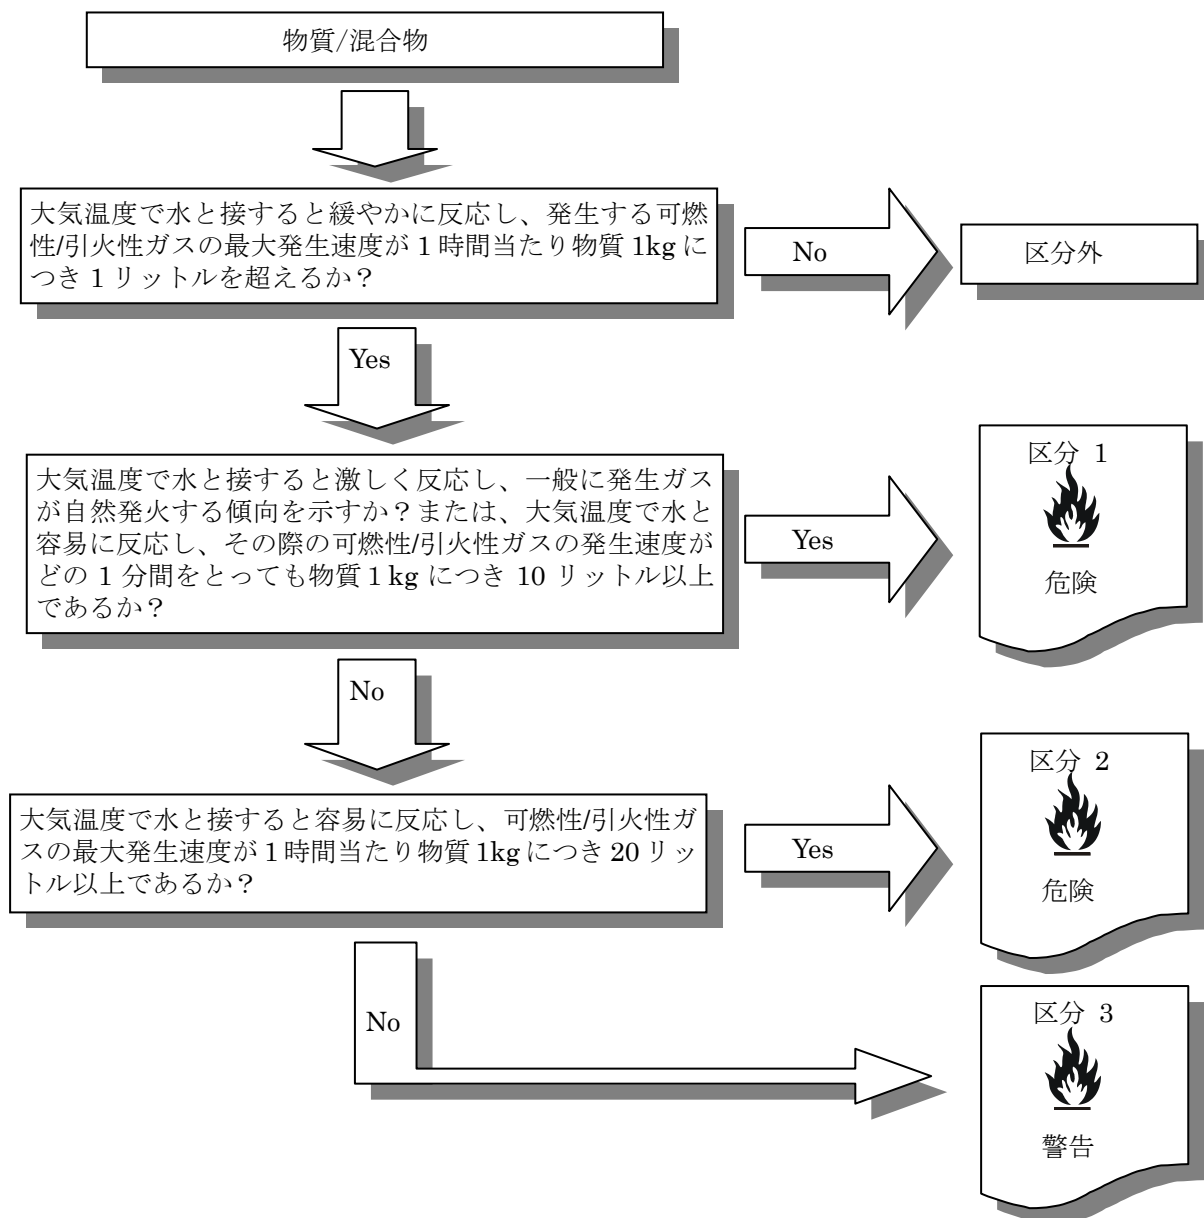 物質/混合物
大気温度で水と接すると緩やかに反応し、発生する可燃
性/引火性ガスの最大発生速度が 1 時間当たり物質 1kg に
つき 1 リットルを超えるか?
No
区分外
Yes
大気温度で水と接すると激しく反応し、一般に発生ガス
が自然発火する傾向を示すか?または、大気温度で水と
容易に反応し、その際の可燃性/引火性ガスの発生速度が
どの 1 分間をとっても物質 1 kg につき 10 リットル以上
であるか?
Yes
区分 1
危険
No
大気温度で水と接すると容易に反応し、可燃性/引火性ガ
スの最大発生速度が 1 時間当たり物質 1kg につき 20 リッ
トル以上であるか?
Yes
区分 2
危険
No
区分 3
警告